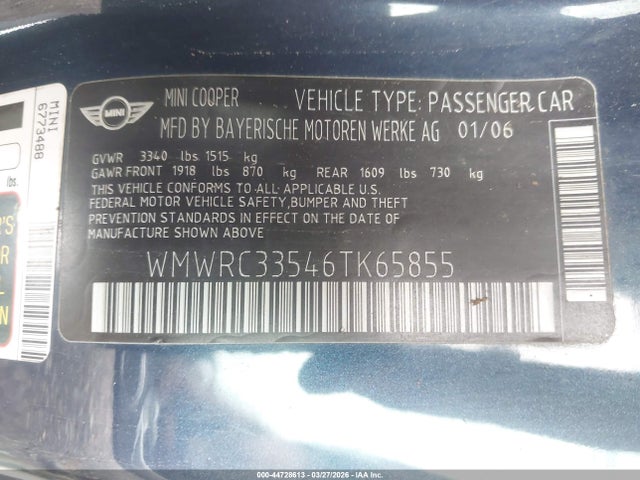 MINI
MINI COOPER VEHICLE TYPE: PASSENGER CAR
MFD BY BAYERISCHE MOTOREN WERKE AG 01/06
GVWR 3340 lbs 1515 kg
GAWR FRONT 1918 lbs 870 kg REAR 1609 lbs 730 kg
THIS VEHICLE CONFORMS TO ALL APPLICABLE U.S.
FEDERAL MOTOR VEHICLE SAFETY,BUMPER AND THEFT
PREVENTION STANDARDS IN EFFECT ON THE DATE OF
MANUFACTURE SHOWN ABOVE
WMWRC33546TK65855
MINI
6773488
lbs.
000-44728613 | 03/27/2026 | IAA INC.